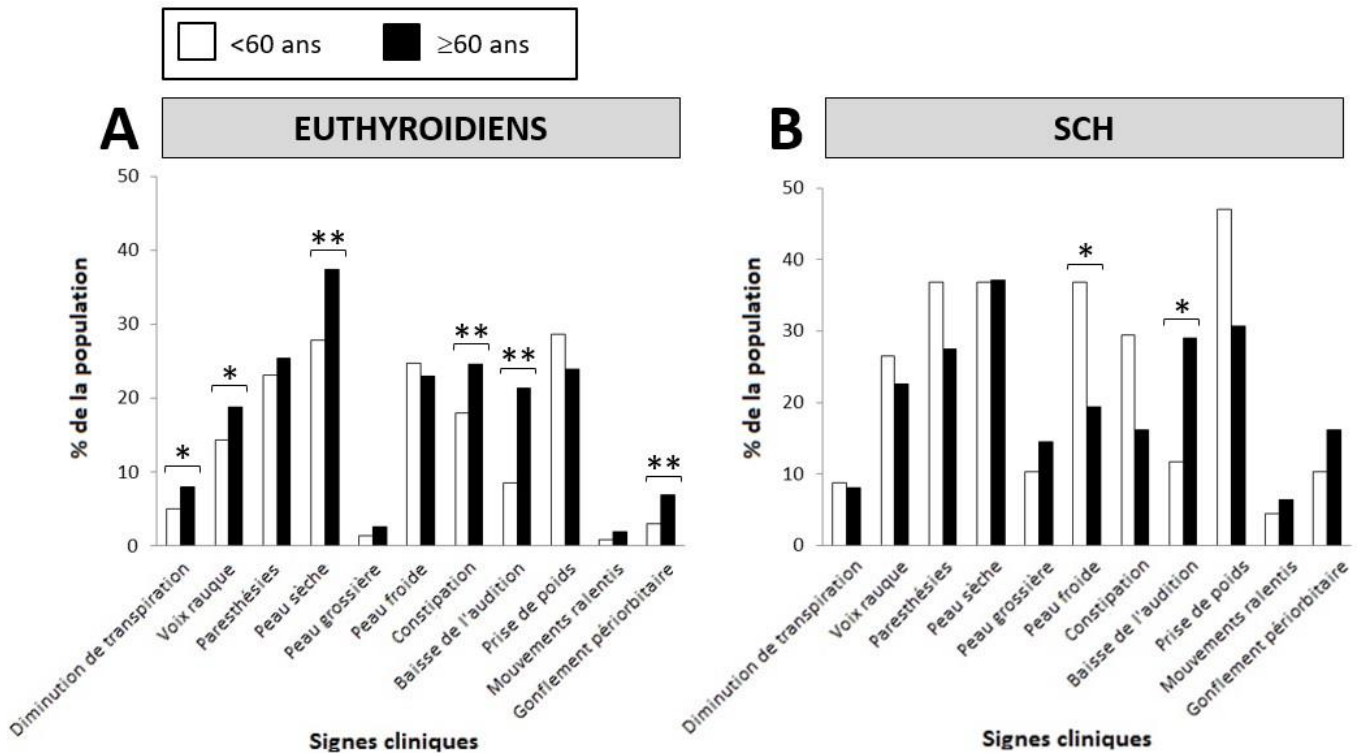 <60 ans ≥60 ans
A EUTHYROIDIENS
50
40
30
20
10
0
% de la population
*
*
**
**
**
**
Diminution de transpiration
Voix rauque
Paresthésies
Peau sèche
Peau grossière
Peau froide
Constipation
Baisse de l'audition
Prise de poids
Mouvements ralentis
Gonflement périorbitaire
Signes cliniques
B SCH
50
40
30
20
10
0
% de la population
*
*
Diminution de transpiration
Voix rauque
Paresthésies
Peau sèche
Peau grossière
Peau froide
Constipation
Baisse de l'audition
Prise de poids
Mouvements ralentis
Gonflement périorbitaire
Signes cliniques